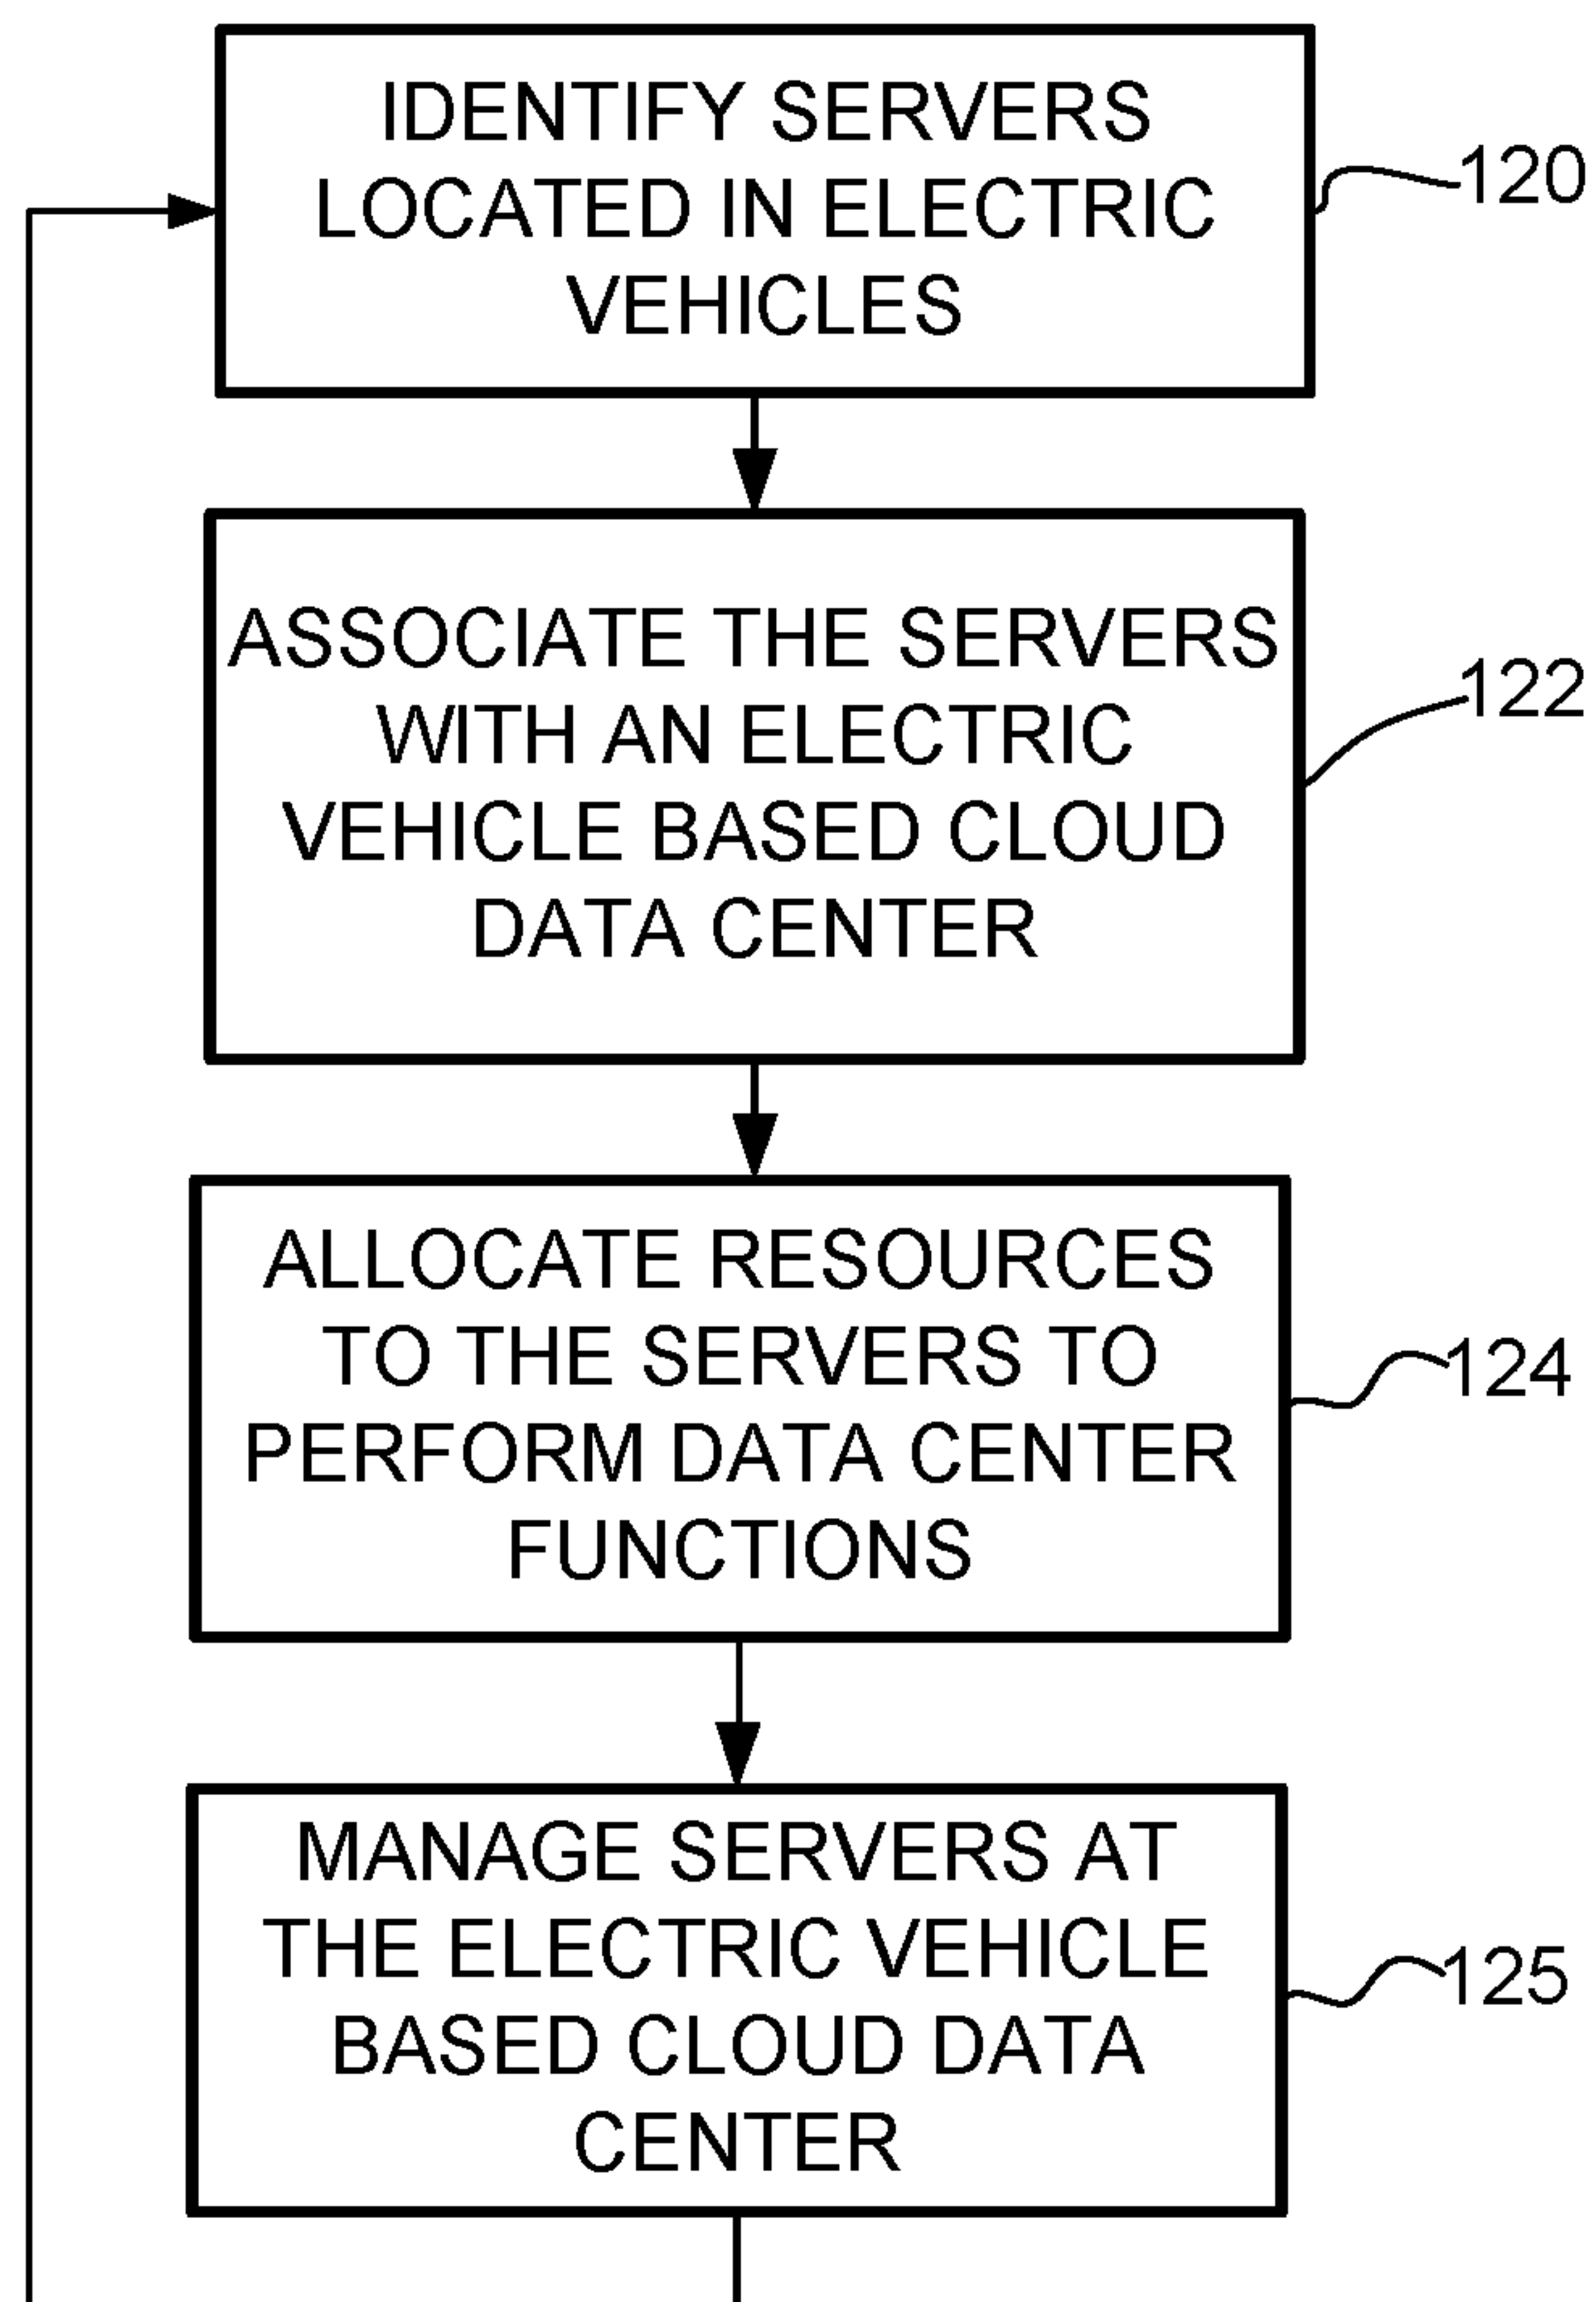 IDENTIFY SERVERS
LOCATED IN ELECTRIC
VEHICLES
120
ASSOCIATE THE SERVERS
WITH AN ELECTRIC
VEHICLE BASED CLOUD
DATA CENTER
122
ALLOCATE RESOURCES
TO THE SERVERS TO
PERFORM DATA CENTER
FUNCTIONS
124
MANAGE SERVERS AT
THE ELECTRIC VEHICLE
BASED CLOUD DATA
CENTER
125